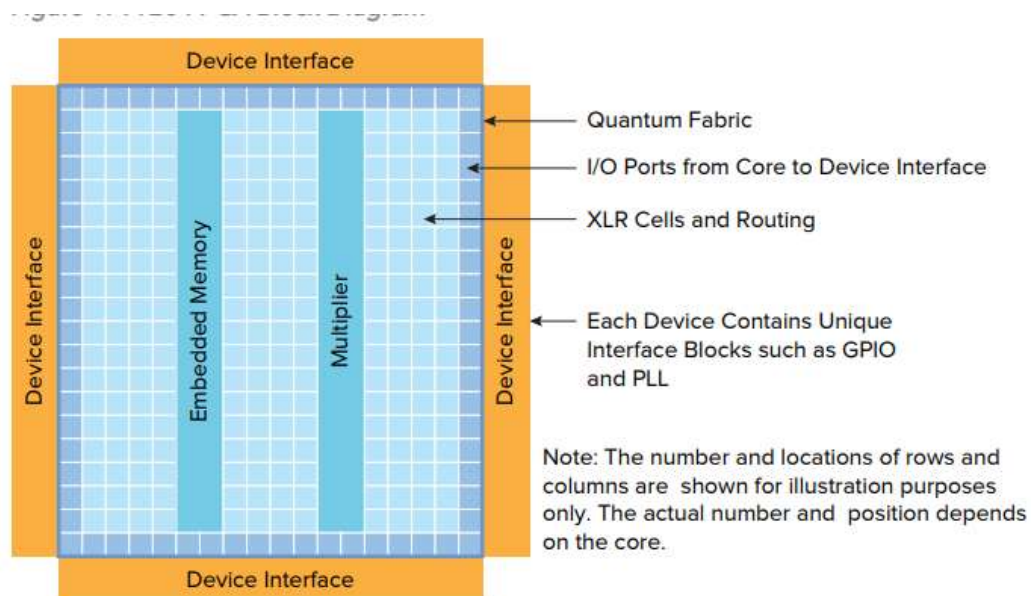 Device Interface
Quantum Fabric
I/O Ports from Core to Device Interface
XLR Cells and Routing
Device Interface
Embedded Memory
Multiplier
Device Interface
Each Device Contains Unique
Interface Blocks such as GPIO
and PLL
Note: The number and locations of rows and
columns are shown for illustration purposes
only. The actual number and position depends
on the core.
Device Interface